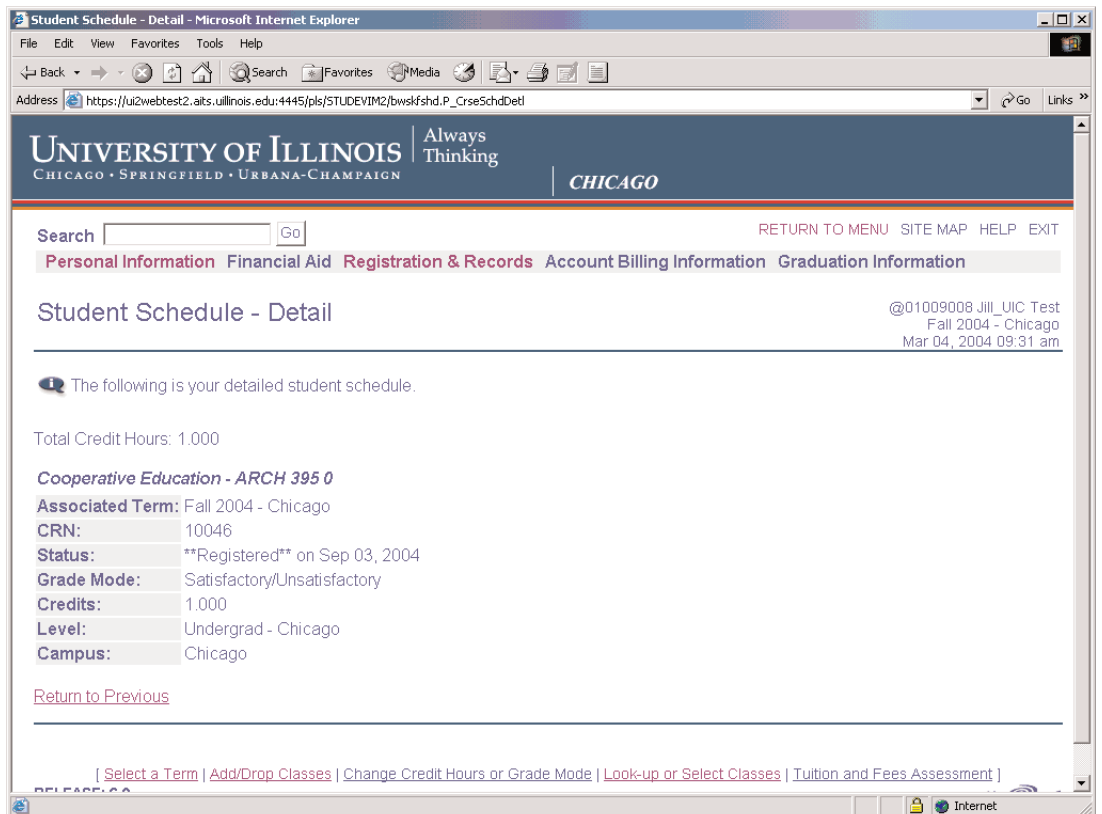 Student Schedule - Detail - Microsoft Internet Explorer
File Edit View Favorites Tools Help
Back Search Favorites Media
Address https://ui2webtest2.aits.uillinois.edu:4445/pls/STUDEVIM2/bwskfshd.P_CrseSchdDetl Go Links »
UNIVERSITY OF ILLINOIS
Always
Thinking
CHICAGO • SPRINGFIELD • URBANA-CHAMPAIGN
CHICAGO
Search Go
RETURN TO MENU SITE MAP HELP EXIT
Personal Information Financial Aid Registration & Records Account Billing Information Graduation Information
Student Schedule - Detail
@01009008 Jill_UIC Test
Fall 2004 - Chicago
Mar 04, 2004 09:31 am
The following is your detailed student schedule.
Total Credit Hours: 1.000
Cooperative Education - ARCH 395 0
Associated Term: Fall 2004 - Chicago
CRN: 10046
Status: **Registered** on Sep 03, 2004
Grade Mode: Satisfactory/Unsatisfactory
Credits: 1.000
Level: Undergrad - Chicago
Campus: Chicago
Return to Previous
[ Select a Term | Add/Drop Classes | Change Credit Hours or Grade Mode | Look-up or Select Classes | Tuition and Fees Assessment ]
Internet